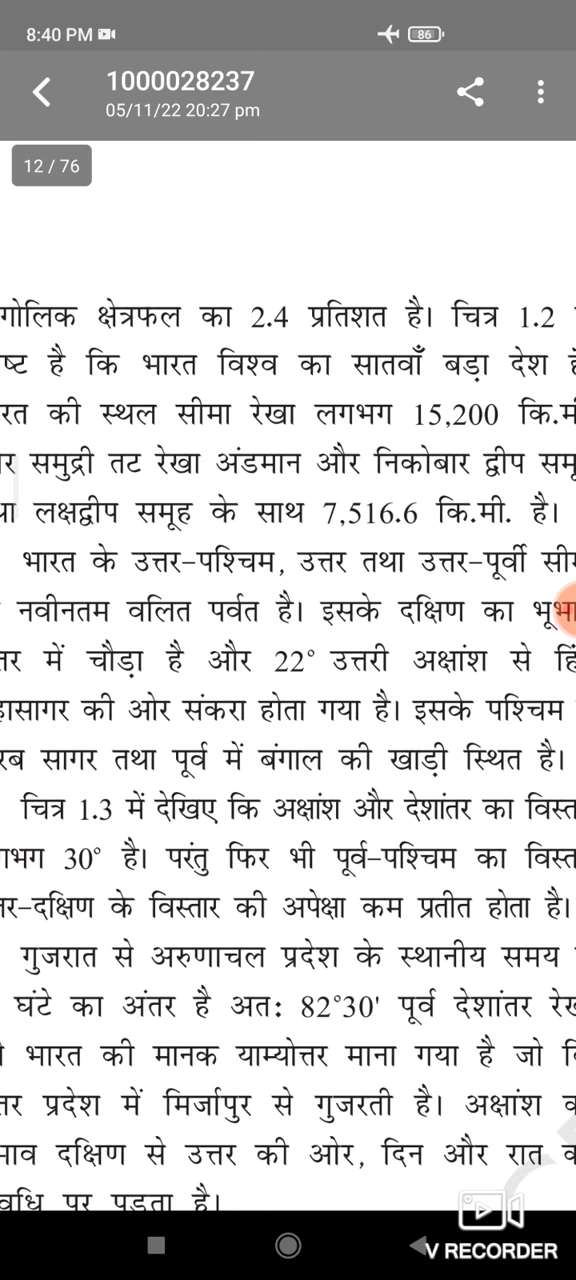 8:40 PM
86
1000028237
05/11/22 20:27 pm
12 / 76
गोलिक क्षेत्रफल का 2.4 प्रतिशत है। चित्र 1.2
ष्ट है कि भारत विश्व का सातवाँ बड़ा देश
रत की स्थल सीमा रेखा लगभग 15,200 कि.मी
र समुद्री तट रेखा अंडमान और निकोबार द्वीप समू
था लक्षद्वीप समूह के साथ 7,516.6 कि.मी. है।
भारत के उत्तर-पश्चिम, उत्तर तथा उत्तर-पूर्वी सीम
नवीनतम वलित पर्वत है। इसके दक्षिण का भूभा
तर में चौड़ा है और 22° उत्तरी अक्षांश से हिं
हासागर की ओर संकरा होता गया है। इसके पश्चिम
रब सागर तथा पूर्व में बंगाल की खाड़ी स्थित है।
चित्र 1.3 में देखिए कि अक्षांश और देशांतर का विस्त
गभग 30° है। परंतु फिर भी पूर्व-पश्चिम का विस्त
तर-दक्षिण के विस्तार की अपेक्षा कम प्रतीत होता है।
गुजरात से अरुणाचल प्रदेश के स्थानीय समय
घंटे का अंतर है अत: 82°30' पूर्व देशांतर रेख
भारत की मानक याम्योत्तर माना गया है जो
तर प्रदेश में मिर्जापुर से गुजरती है। अक्षांश क
भाव दक्षिण से उत्तर की ओर, दिन और रात क
वधि पर पड़ता है।
V RECORDER